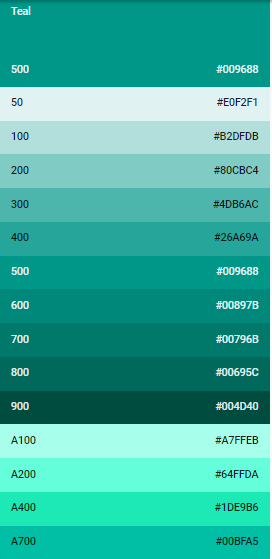 Teal
500 #009688
50 #E0F2F1
100 #B2DFDB
200 #80CBC4
300 #4DB6AC
400 #26A69A
500 #009688
600 #00897B
700 #00796B
800 #00695C
900 #004D40
A100 #A7FFEB
A200 #64FFDA
A400 #1DE9B6
A700 #00BFA5